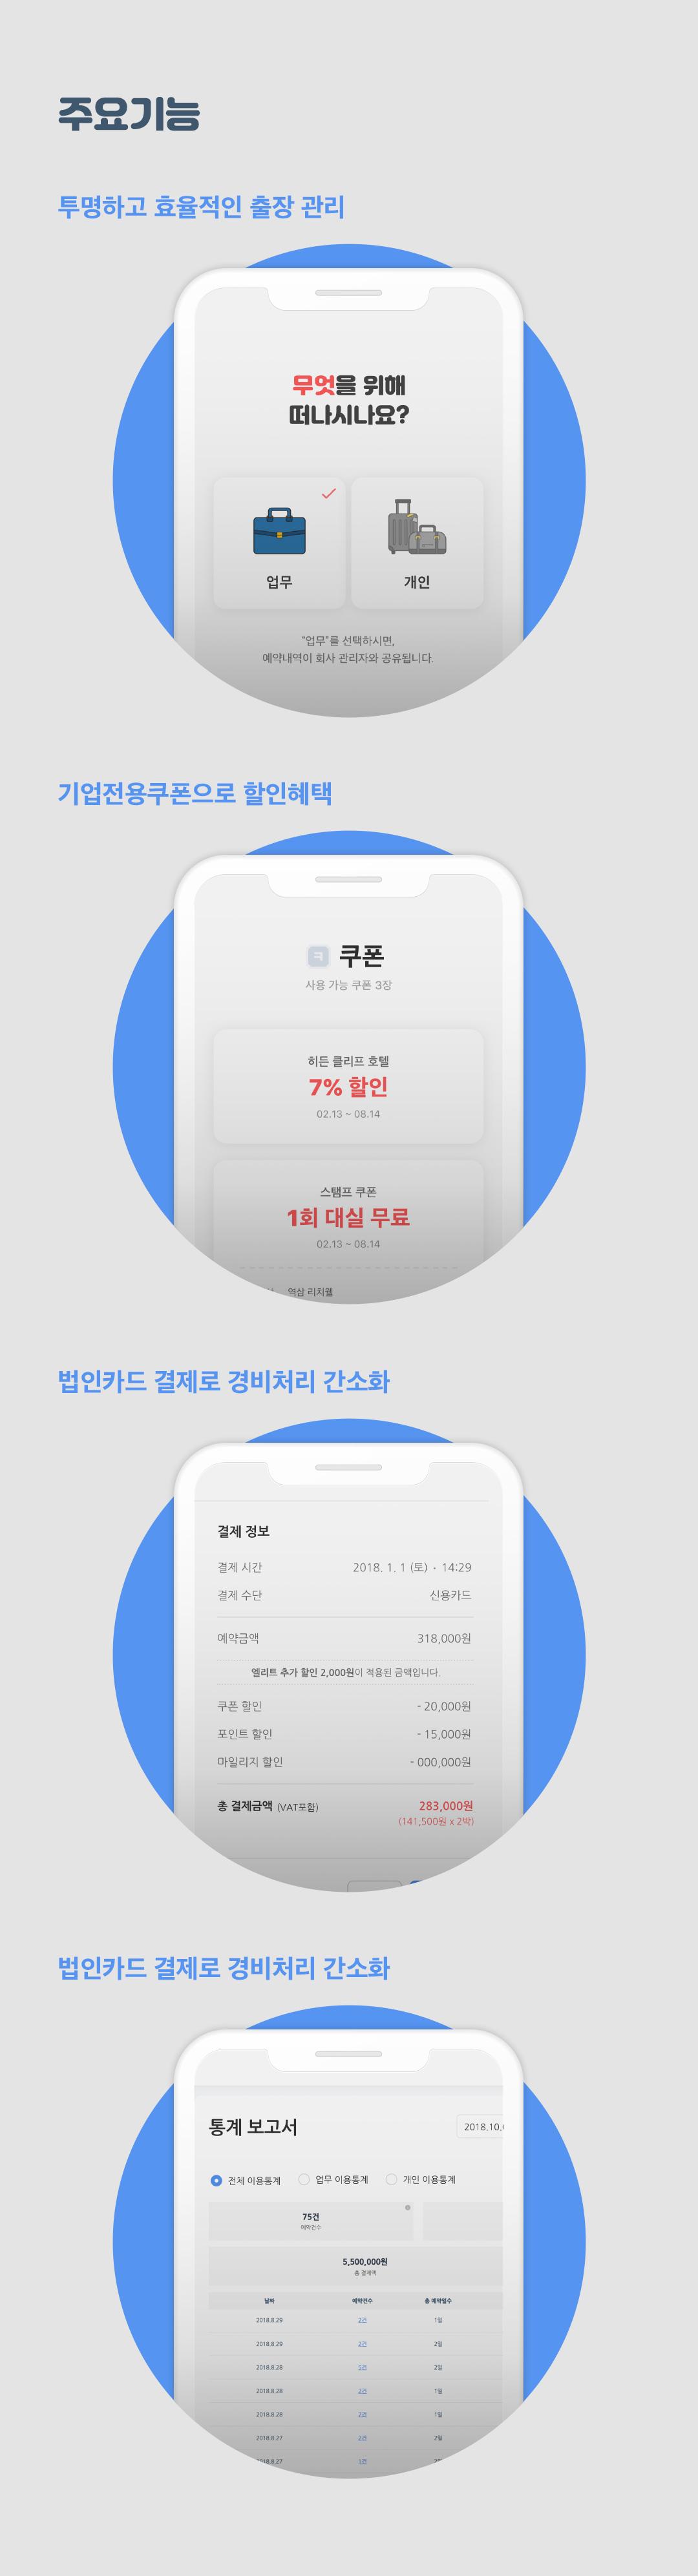 주요기능
투명하고 효율적인 출장 관리
무엇을 위해
떠나시나요?
업무
개인
"업무"를 선택하시면,
예약내역이 회사 관리자와 공유됩니다.
기업전용쿠폰으로 할인혜택
ㅋ 쿠폰
사용 가능 쿠폰 3장
히든 클리프 호텔
7% 할인
02.13 ~ 08.14
스탬프 쿠폰
1회 대실 무료
02.13 ~ 08.14
역삼 리치웰
법인카드 결제로 경비처리 간소화
결제 정보
결제 시간 2018. 1. 1 (토) · 14:29
결제 수단 신용카드
예약금액 318,000원
엘리트 추가 할인 2,000원이 적용된 금액입니다.
쿠폰 할인 - 20,000원
포인트 할인 - 15,000원
마일리지 할인 - 000,000원
총 결제금액 (VAT포함) 283,000원
(141,500원 x 2박)
법인카드 결제로 경비처리 간소화
통계 보고서 2018.10.
전체 이용통계 업무 이용통계 개인 이용통계
75건
예약건수
5,500,000원
총 결제액
날짜 예약건수 총 예약일수
2018.8.29 2건 1일
2018.8.29 2건 2일
2018.8.28 5건 2일
2018.8.28 2건 1일
2018.8.28 2건 1일
2018.8.27 2건 2일
2018.8.27 1건